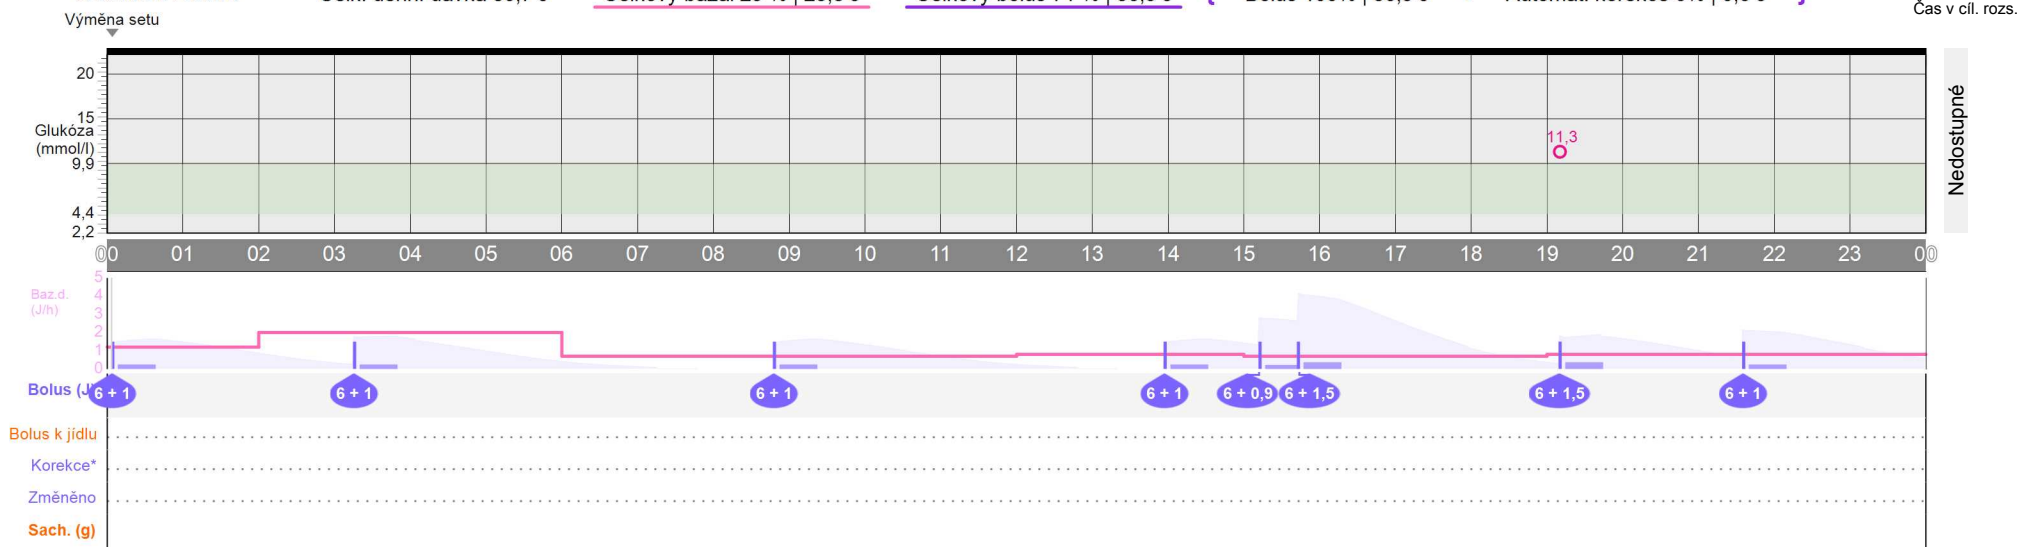 Čas v cíl. rozs.
Výměna setu
20
15
Glukóza
(mmol/l)
9,9
4,4
2,2
11,3
Nedostupné
00 01 02 03 04 05 06 07 08 09 10 11 12 13 14 15 16 17 18 19 20 21 22 23 00
Baz.d.
(J/h)
5
4
3
2
1
0
Bolus (J)
6 + 1 6 + 1 6 + 1 6 + 1 6 + 0,9 6 + 1,5 6 + 1,5 6 + 1
Bolus k jídlu
Korekce*
Změněno
Sach. (g)